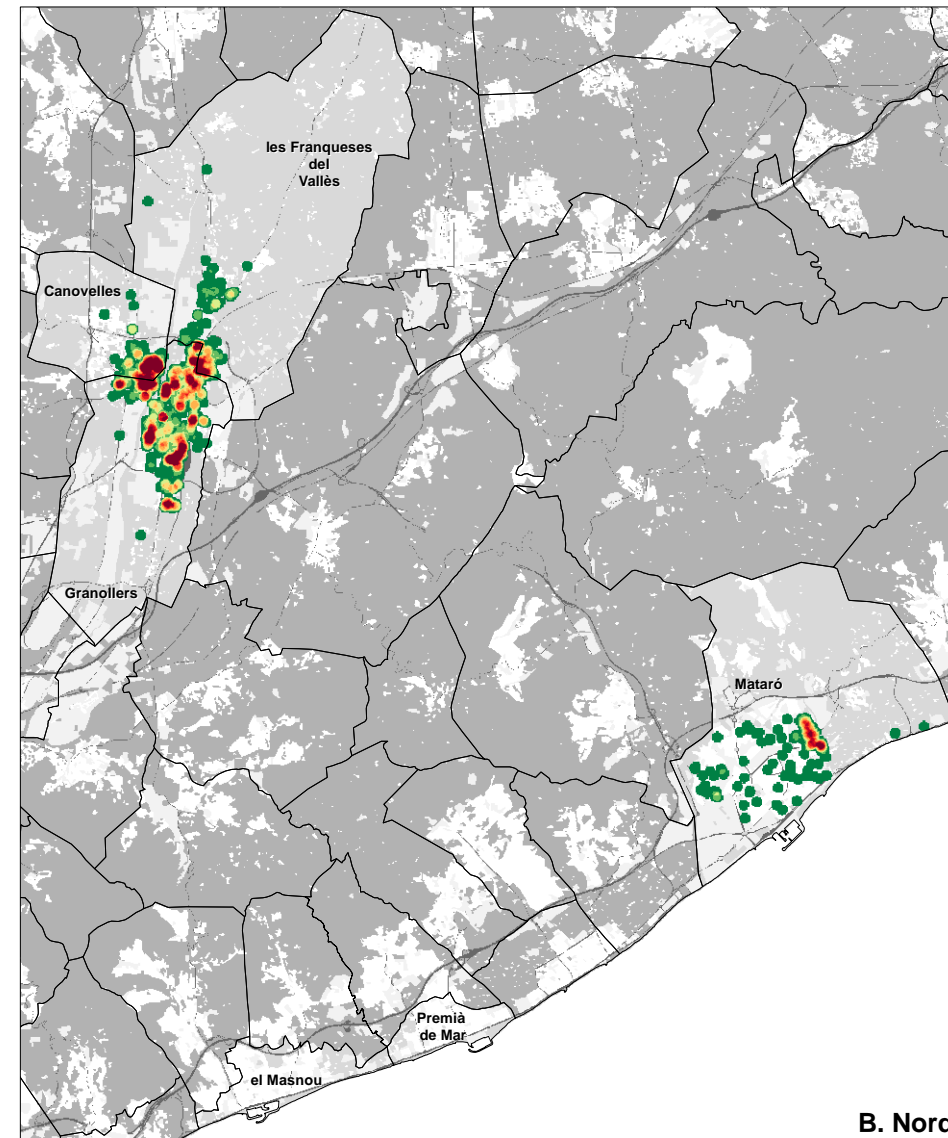 les Franqueses
del
Vallès
Canovelles
Granollers
Mataró
Premià
de Mar
el Masnou
B. Nord